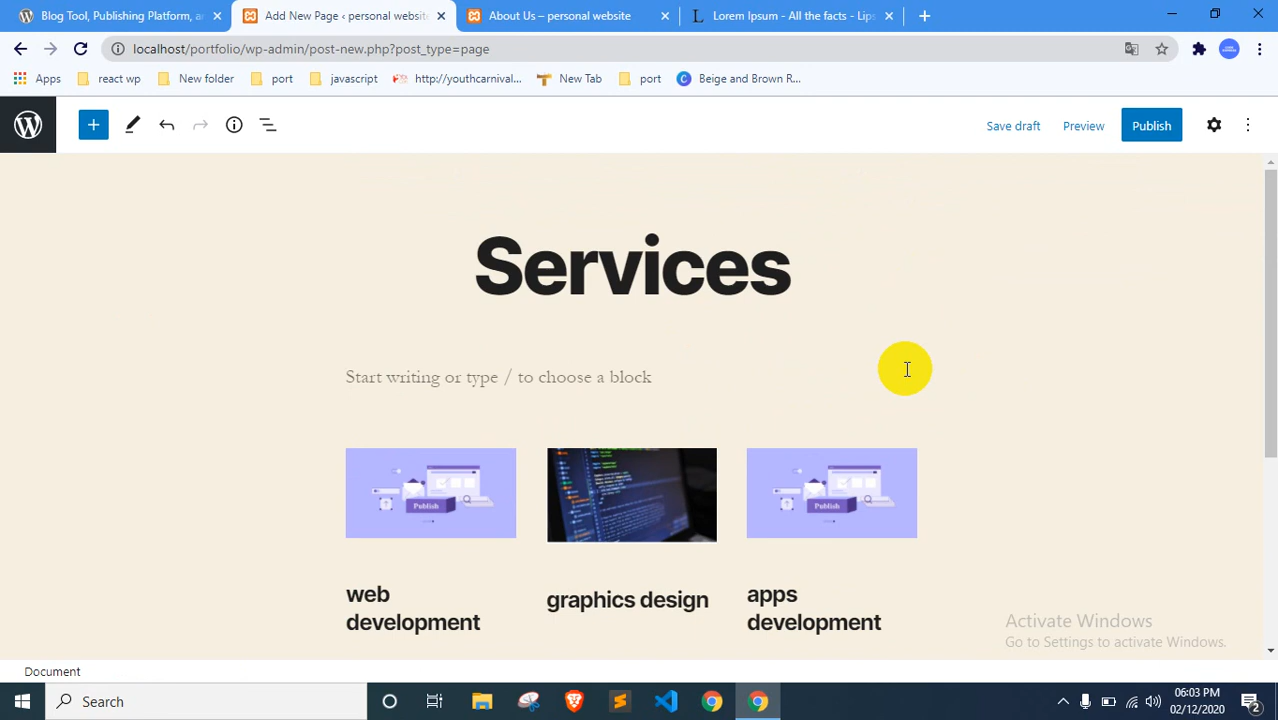 Blog Tool, Publishing Platform, a
Add New Page ‹ personal website
About Us – personal website
Lorem Ipsum - All the facts - Lips
localhost/portfolio/wp-admin/post-new.php?post_type=page
Apps
react wp
New folder
port
javascript
http://youthcarnival...
New Tab
port
Beige and Brown R...
Save draft
Preview
Publish
Services
Start writing or type / to choose a block
Publish
Publish
web
development
graphics design
apps
development
Activate Windows
Go to Settings to activate Windows.
Document
Search
06:03 PM
02/12/2020
2